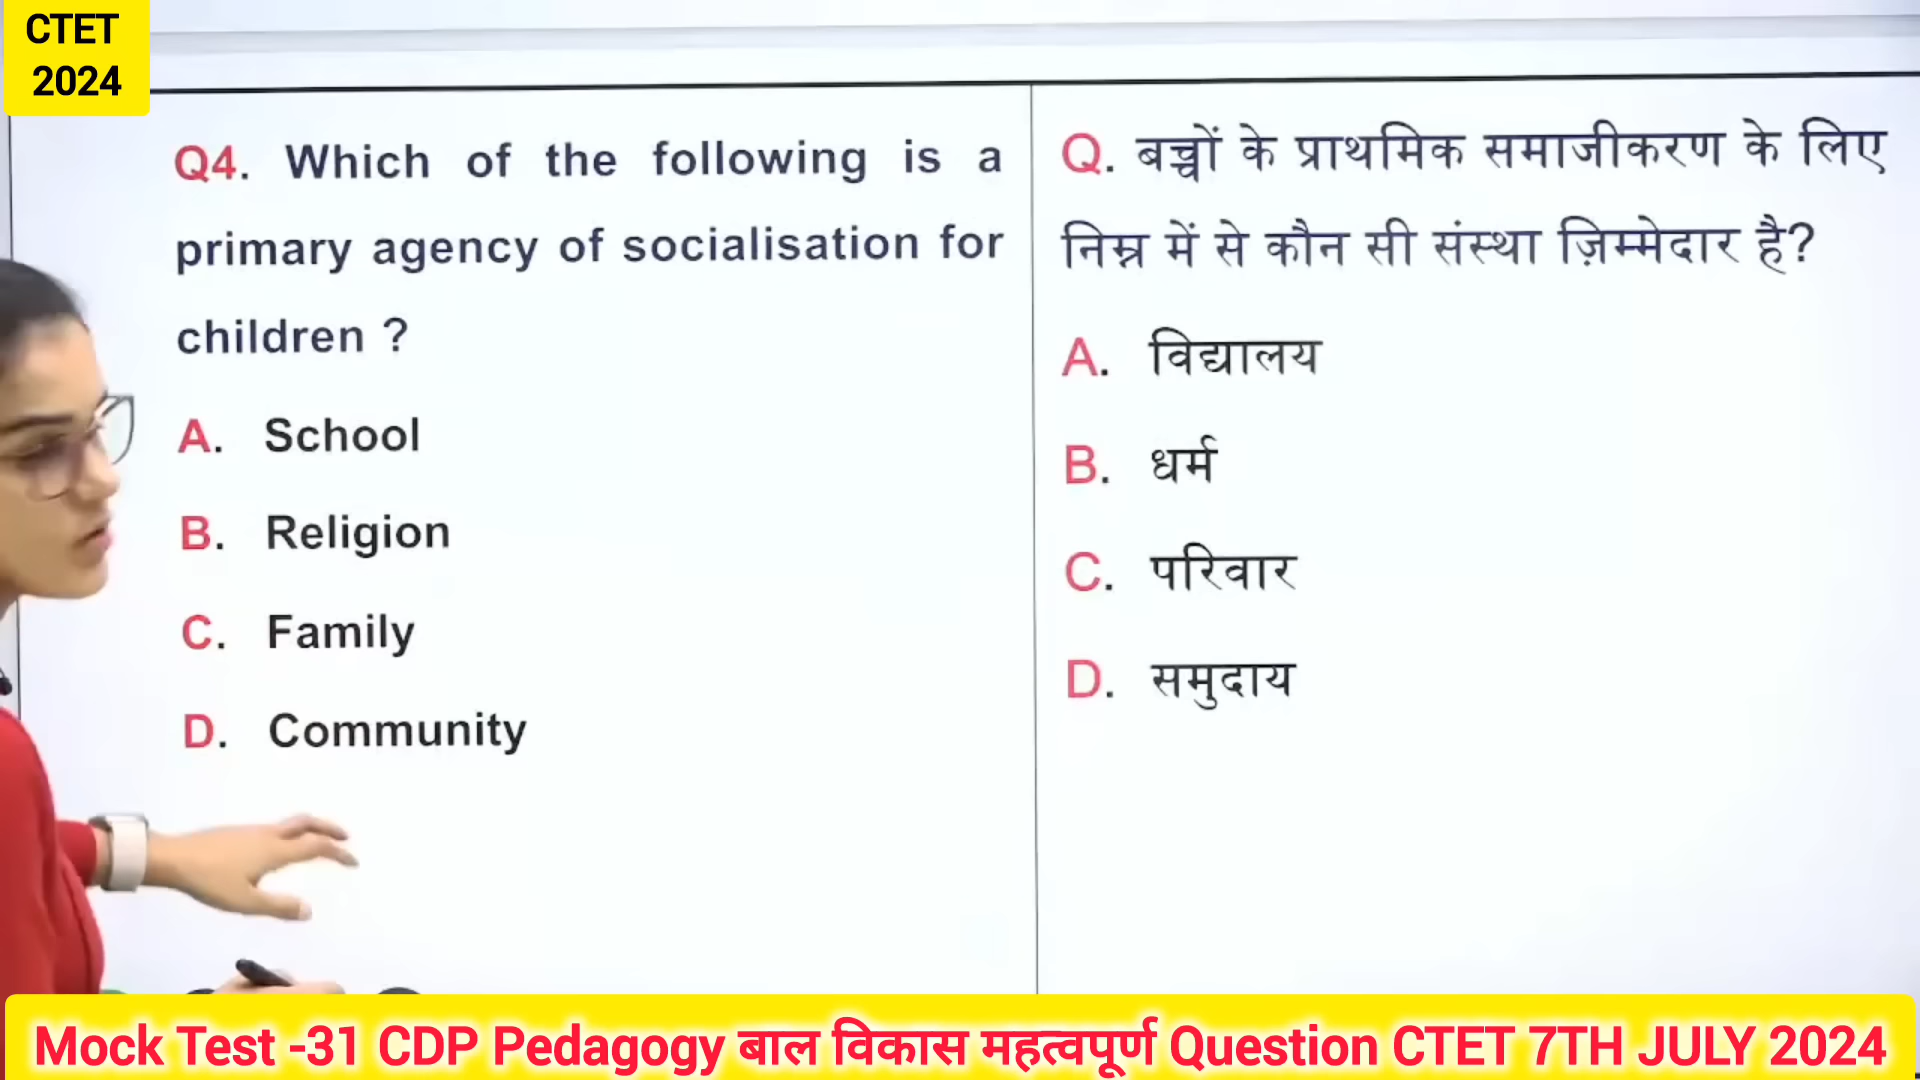 CTET
2024
Q4. Which of the following is a
primary agency of socialisation for
children ?
A. School
B. Religion
C. Family
D. Community
Q. बच्चों के प्राथमिक समाजीकरण के लिए
निम्न में से कौन सी संस्था ज़िम्मेदार है?
A. विद्यालय
B. धर्म
C. परिवार
D. समुदाय
Mock Test -31 CDP Pedagogy बाल विकास महत्वपूर्ण Question CTET 7TH JULY 2024